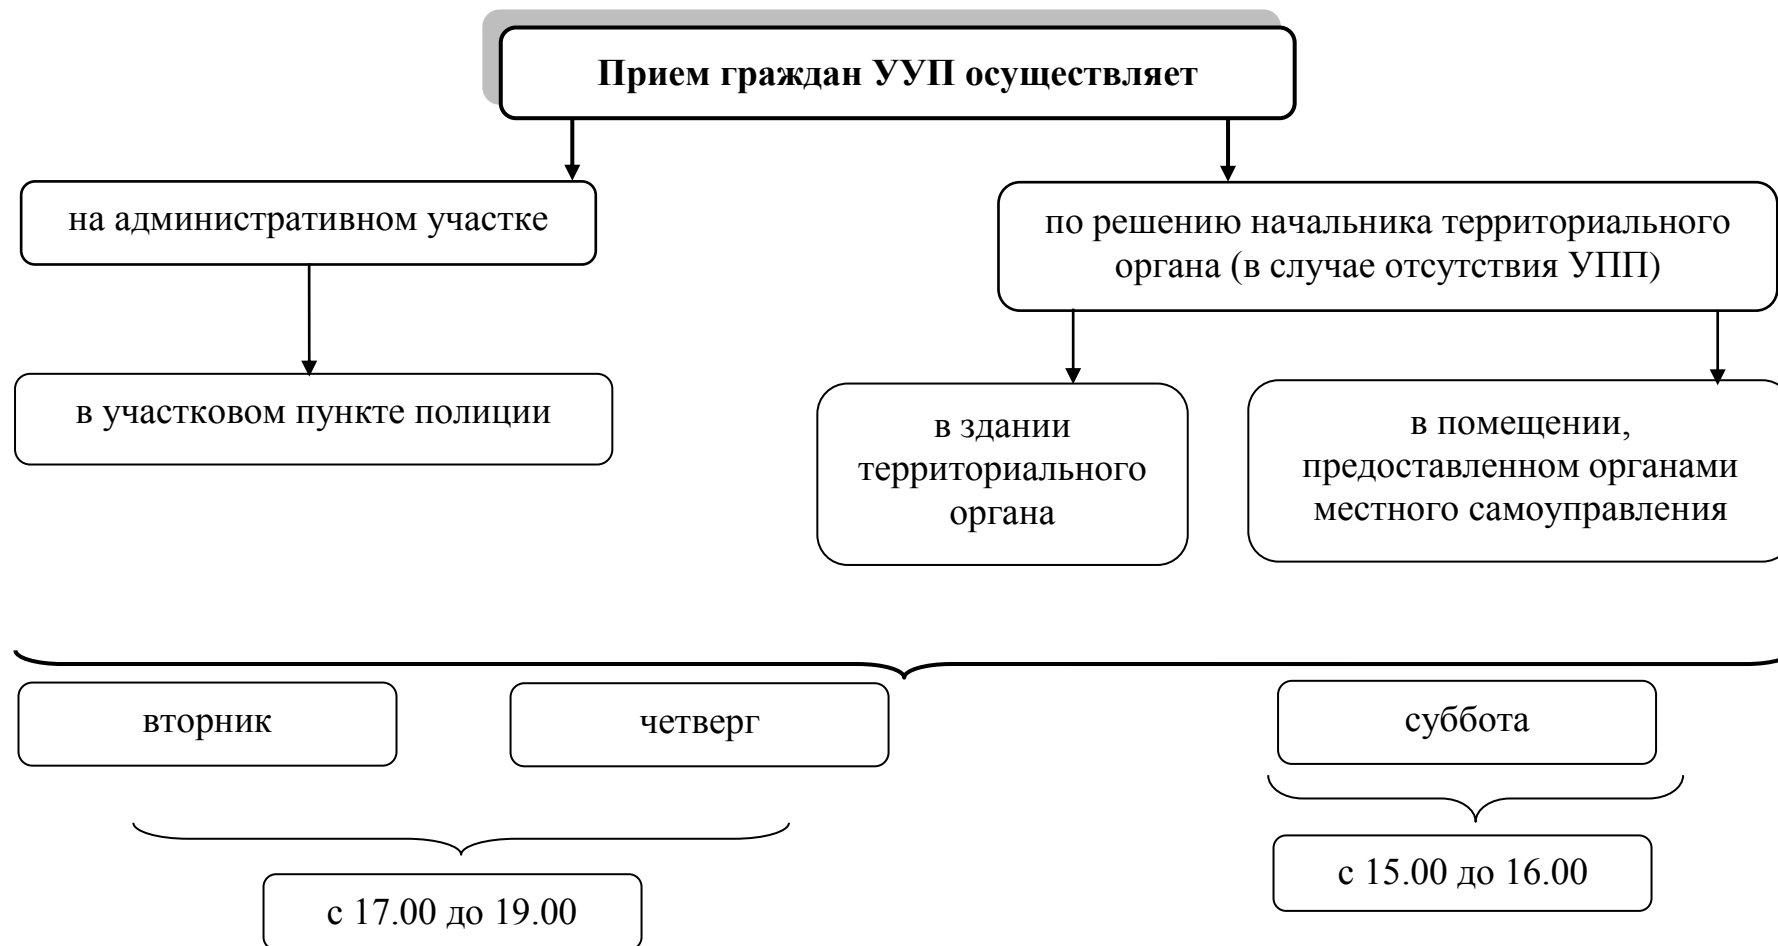 Прием граждан УУП осуществляет
на административном участке
по решению начальника территориального
органа (в случае отсутствия УПП)
в участковом пункте полиции
в здании
территориального
органа
в помещении,
предоставленном органами
местного самоуправления
вторник
четверг
суббота
с 17.00 до 19.00
с 15.00 до 16.00